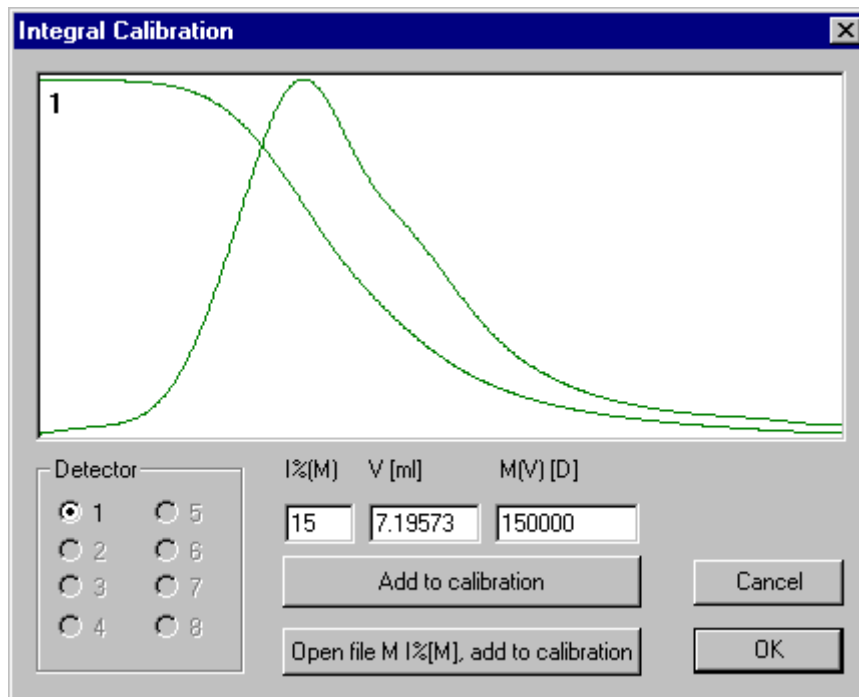 Integral Calibration
1
Detector
1 5
2 6
3 7
4 8
I%(M) V [ml] M(V) [D]
15 7.19573 150000
Add to calibration
Cancel
Open file M I%[M], add to calibration
OK